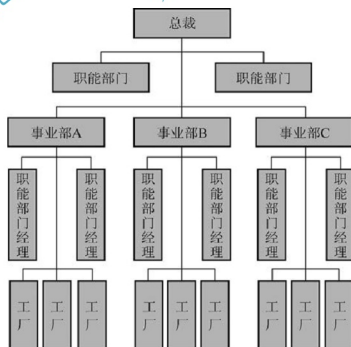 总裁
职能部门 职能部门
事业部A 事业部B 事业部C
职能部门经理 职能部门经理 职能部门经理 职能部门经理 职能部门经理 职能部门经理
工厂 工厂 工厂 工厂 工厂 工厂 工厂 工厂 工厂